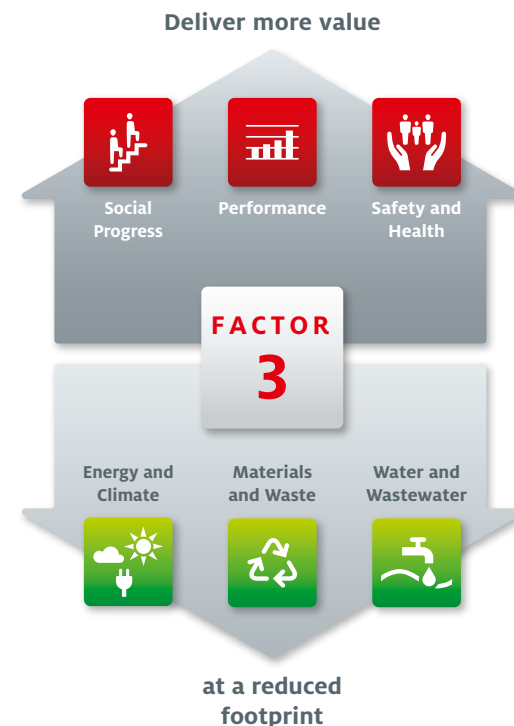 Deliver more value
Social
Progress
Performance
Safety and
Health
FACTOR
3
Energy and
Climate
Materials
and Waste
Water and
Wastewater
at a reduced
footprint